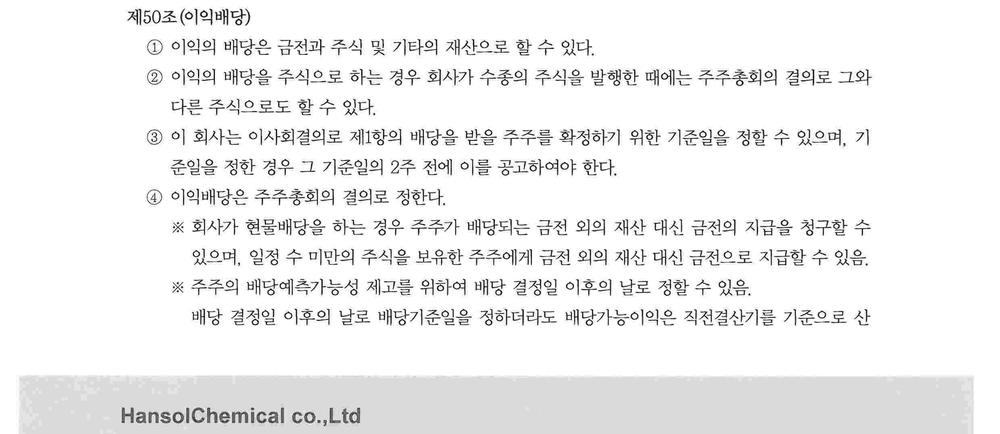 제50조(이익배당)
① 이익의 배당은 금전과 주식 및 기타의 재산으로 할 수 있다.
② 이익의 배당을 주식으로 하는 경우 회사가 수종의 주식을 발행한 때에는 주주총회의 결의로 그와
다른 주식으로도 할 수 있다.
③ 이 회사는 이사회결의로 제1항의 배당을 받을 주주를 확정하기 위한 기준일을 정할 수 있으며, 기
준일을 정한 경우 그 기준일의 2주 전에 이를 공고하여야 한다.
④ 이익배당은 주주총회의 결의로 정한다.
※ 회사가 현물배당을 하는 경우 주주가 배당되는 금전 외의 재산 대신 금전의 지급을 청구할 수
있으며, 일정 수 미만의 주식을 보유한 주주에게 금전 외의 재산 대신 금전으로 지급할 수 있음.
※ 주주의 배당예측가능성 재고를 위하여 배당 결정일 이후의 날로 정할 수 있음.
배당 결정일 이후의 날로 배당기준일을 정하더라도 배당가능이익은 직전결산기를 기준으로 산
HansolChemical co.,Ltd